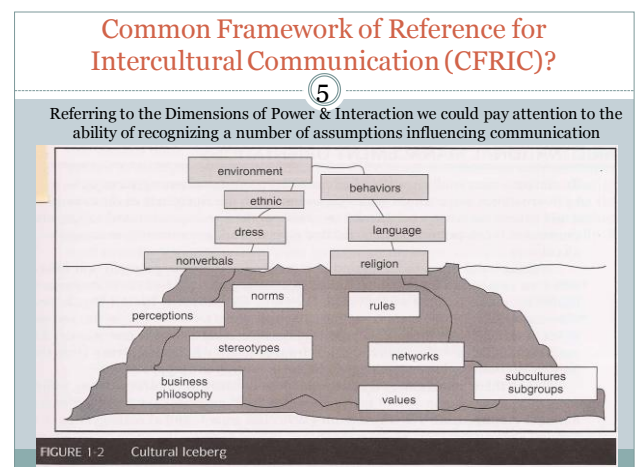 Common Framework of Reference for
Intercultural Communication (CFRIC)?
5
Referring to the Dimensions of Power & Interaction we could pay attention to the
ability of recognizing a number of assumptions influencing communication
environment
behaviors
ethnic
dress
language
nonverbals
religion
norms
rules
perceptions
stereotypes
networks
business
philosophy
subcultures
subgroups
values
FIGURE 1-2 Cultural Iceberg